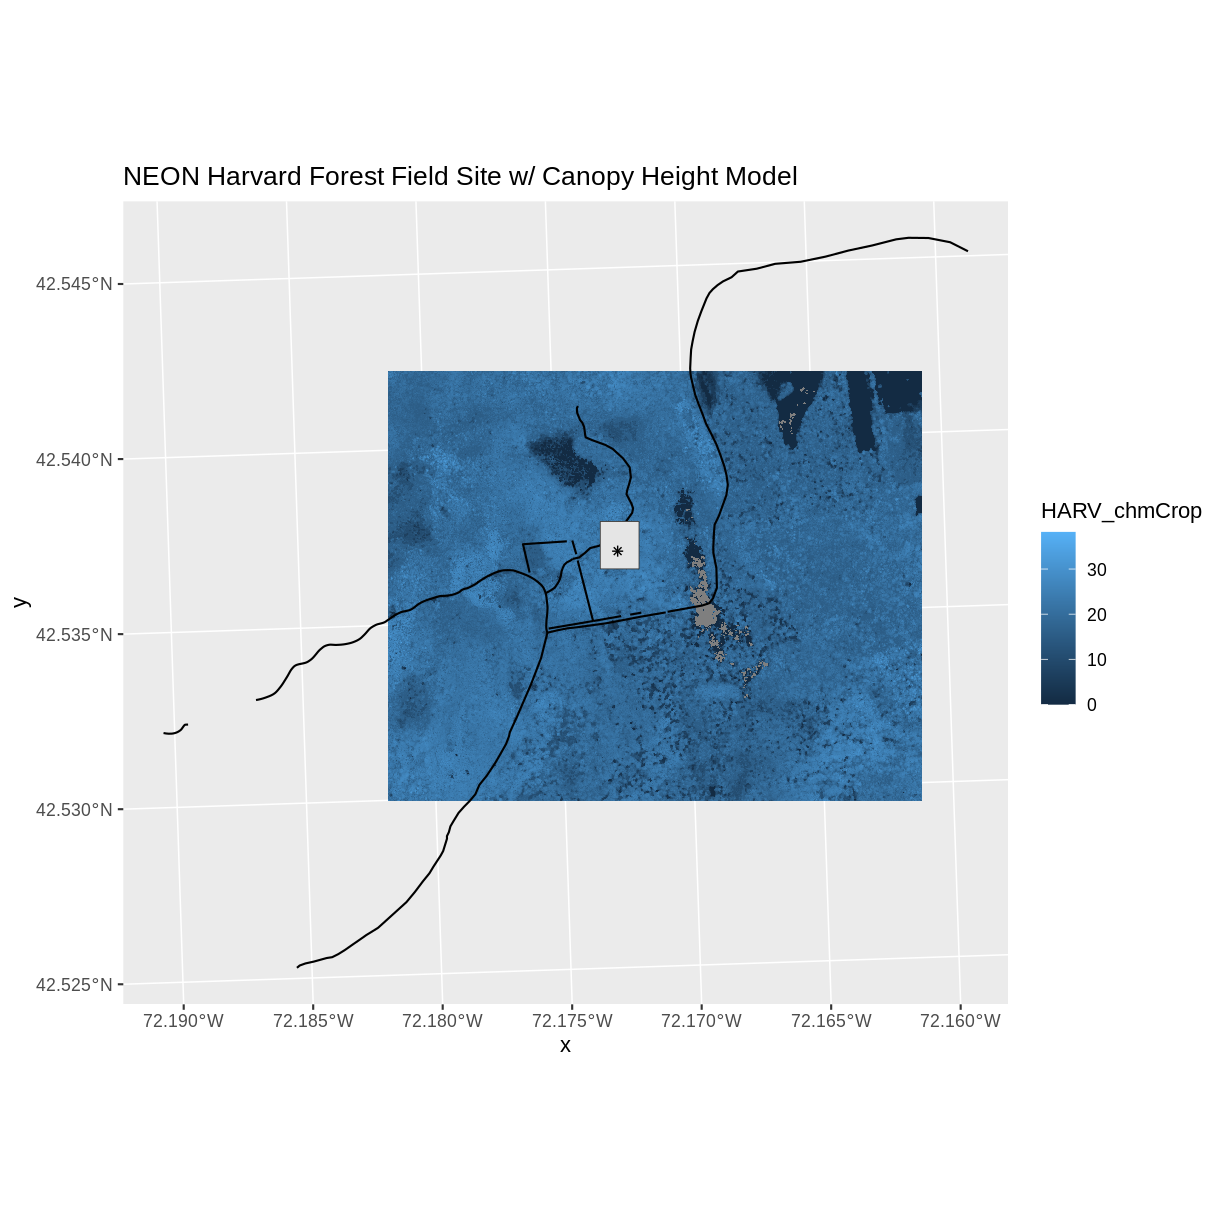 NEON Harvard Forest Field Site w/ Canopy Height Model
42.545°N
42.540°N
42.535°N
42.530°N
42.525°N
y
72.190°W 72.185°W 72.180°W 72.175°W 72.170°W 72.165°W 72.160°W
x
HARV_chmCrop
30
20
10
0